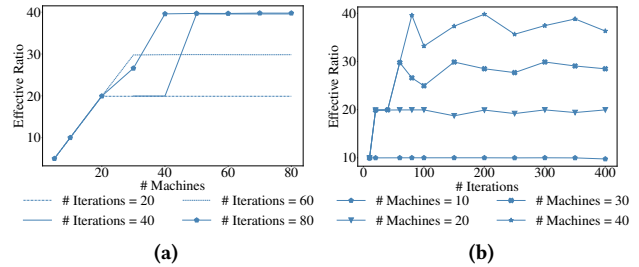 40
30
20
10
Effective Ratio
20 40 60 80
# Machines
# Iterations = 20
# Iterations = 60
# Iterations = 40
# Iterations = 80
(a)
40
30
20
10
Effective Ratio
0 100 200 300 400
# Iterations
# Machines = 10
# Machines = 30
# Machines = 20
# Machines = 40
(b)